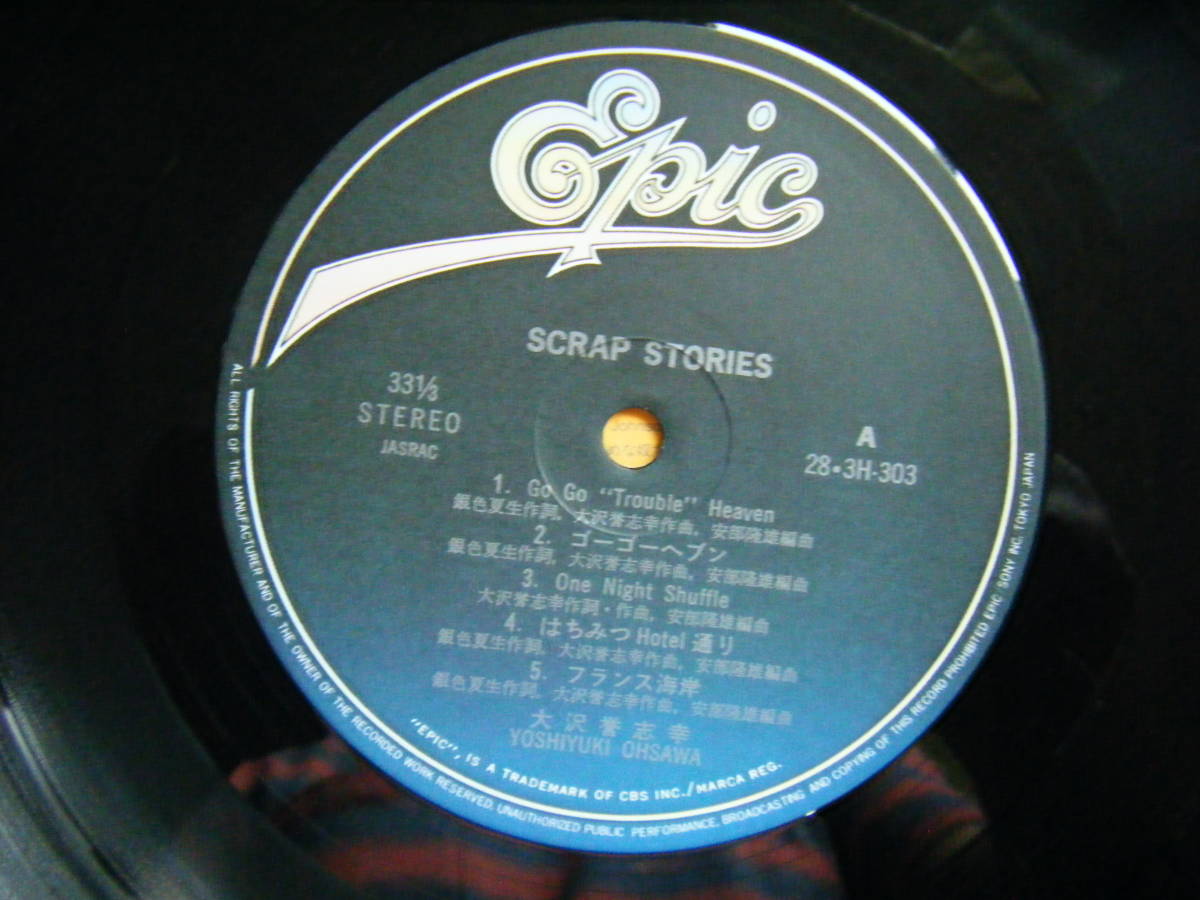 Epic
SCRAP STORIES
33⅓
STEREO
JASRAC
A
28・3H-303
1. Go Go "Trouble" Heaven
銀色夏生作詞，大沢誉志幸作曲，安部隆雄編曲
2. ゴーゴーヘブン
銀色夏生作詞，大沢誉志幸作曲，安部隆雄編曲
3. One Night Shuffle
大沢誉志幸作詞・作曲，安部隆雄編曲
4. はちみつ Hotel 通り
銀色夏生作詞，大沢誉志幸作曲，安部隆雄編曲
5. フランス海岸
銀色夏生作詞，大沢誉志幸作曲，安部隆雄編曲
大沢誉志幸
YOSHIYUKI OHSAWA
"EPIC", IS A TRADEMARK OF CBS INC./MARCA REG.
ALL RIGHTS OF THE MANUFACTURER AND OF THE OWNER OF THE RECORDED WORK RESERVED. UNAUTHORIZED PUBLIC PERFORMANCE, BROADCASTING AND COPYING OF THIS RECORD PROHIBITED EPIC SONY INC. TOKYO JAPAN